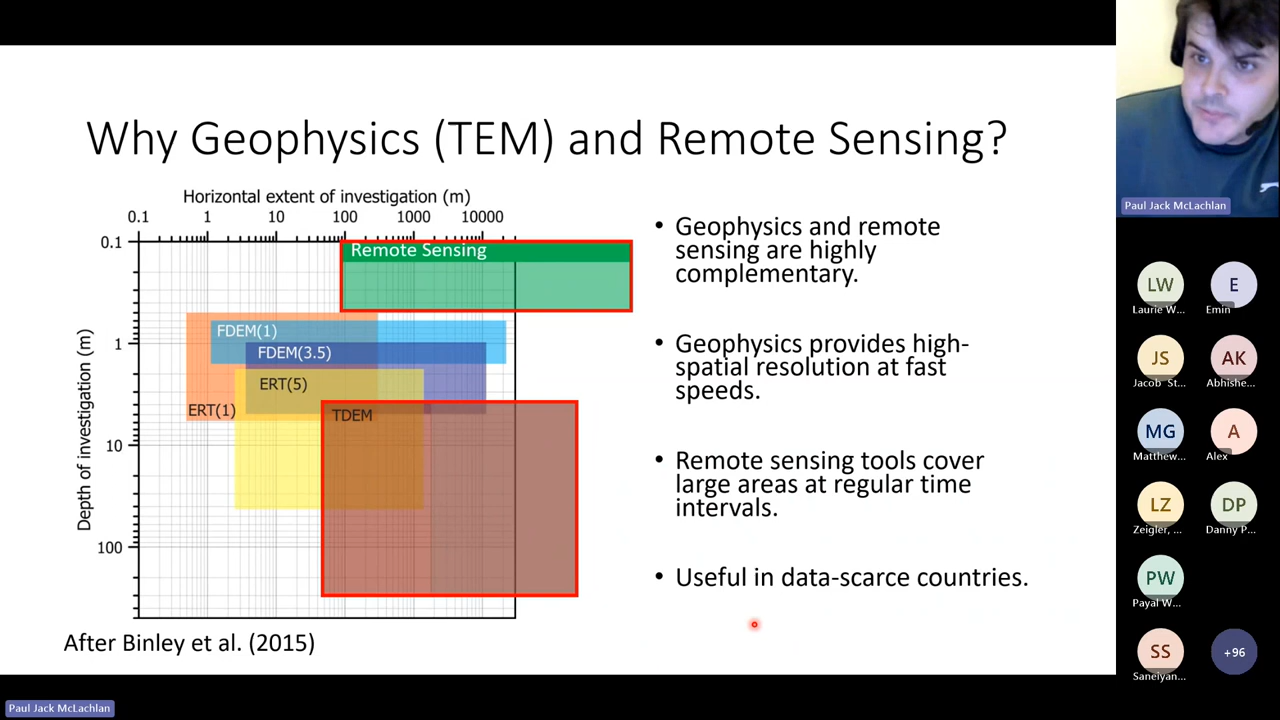 Why Geophysics (TEM) and Remote Sensing?
Horizontal extent of investigation (m)
0.1 1 10 100 1000 10000
0.1
1
10
100
Depth of investigation (m)
Remote Sensing
FDEM(1)
FDEM(3.5)
ERT(5)
ERT(1)
TDEM
After Binley et al. (2015)
• Geophysics and remote
sensing are highly
complementary.
• Geophysics provides high-
spatial resolution at fast
speeds.
• Remote sensing tools cover
large areas at regular time
intervals.
• Useful in data-scarce countries.
Paul Jack McLachlan
Paul Jack McLachlan
LW
Laurie W...
E
Emin
JS
Jacob St...
AK
Abhishe...
MG
Matthew...
A
Alex
LZ
Zeigler, ...
DP
Danny P...
PW
Payal W...
SS
Saneiyan...
+96